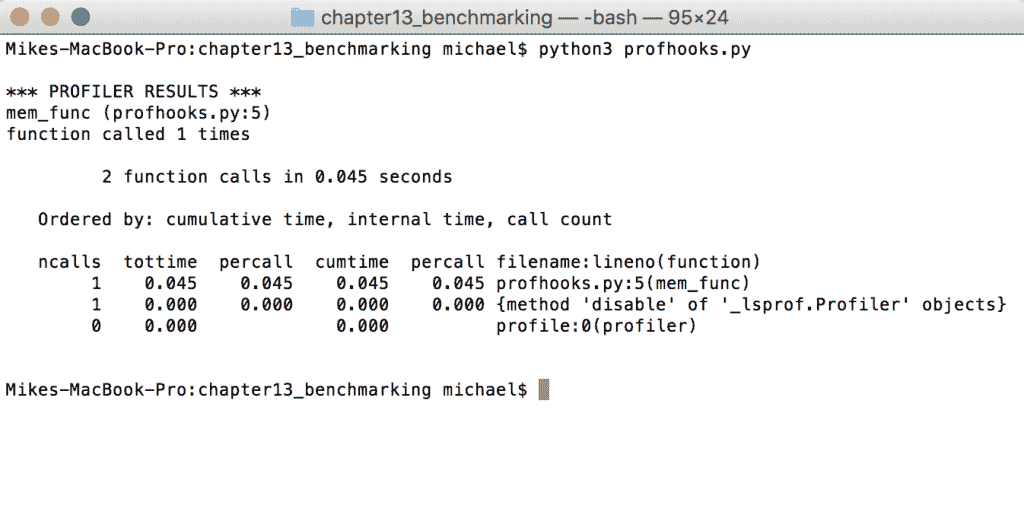 chapter13_benchmarking — -bash — 95×24
Mikes-MacBook-Pro:chapter13_benchmarking michael$ python3 profhooks.py
*** PROFILER RESULTS ***
mem_func (profhooks.py:5)
function called 1 times
2 function calls in 0.045 seconds
Ordered by: cumulative time, internal time, call count
ncalls  tottime  percall  cumtime  percall filename:lineno(function)
1    0.045    0.045    0.045    0.045 profhooks.py:5(mem_func)
1    0.000    0.000    0.000    0.000 {method 'disable' of '_lsprof.Profiler' objects}
0    0.000             0.000          profile:0(profiler)
Mikes-MacBook-Pro:chapter13_benchmarking michael$